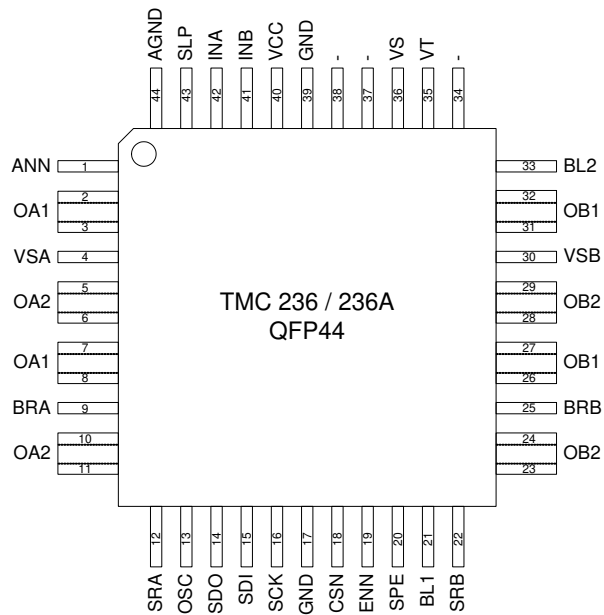 AGND SLP INA INB VCC GND - - VS VT -
44 43 42 41 40 39 38 37 36 35 34
ANN 1 33 BL2
2 32
OA1 OB1
3 31
VSA 4 30 VSB
5 29
OA2 TMC 236 / 236A OB2
6 QFP44 28
7 27
OA1 OB1
8 26
BRA 9 25 BRB
10 24
OA2 OB2
11 23
12 13 14 15 16 17 18 19 20 21 22
SRA OSC SDO SDI SCK GND CSN ENN SPE BL1 SRB